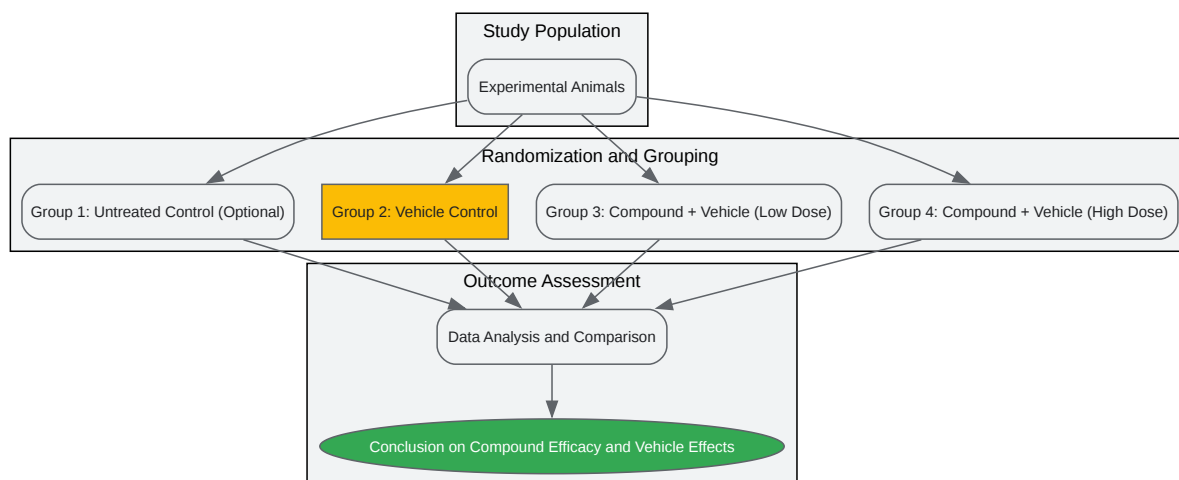 Study Population
Experimental Animals
Randomization and Grouping
Group 1: Untreated Control (Optional)
Group 2: Vehicle Control
Group 3: Compound + Vehicle (Low Dose)
Group 4: Compound + Vehicle (High Dose)
Outcome Assessment
Data Analysis and Comparison
Conclusion on Compound Efficacy and Vehicle Effects